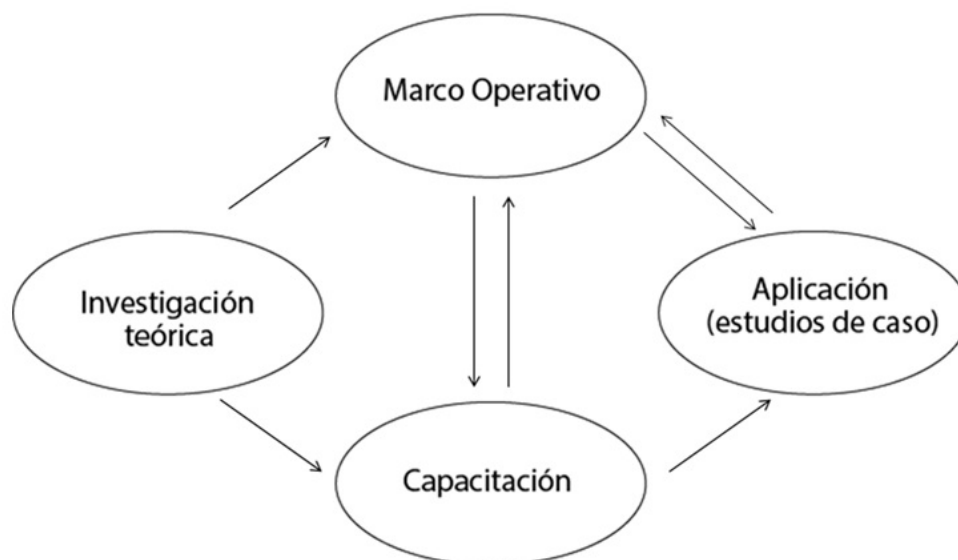 Marco Operativo
Investigación
teórica
Aplicación
(estudios de caso)
Capacitación